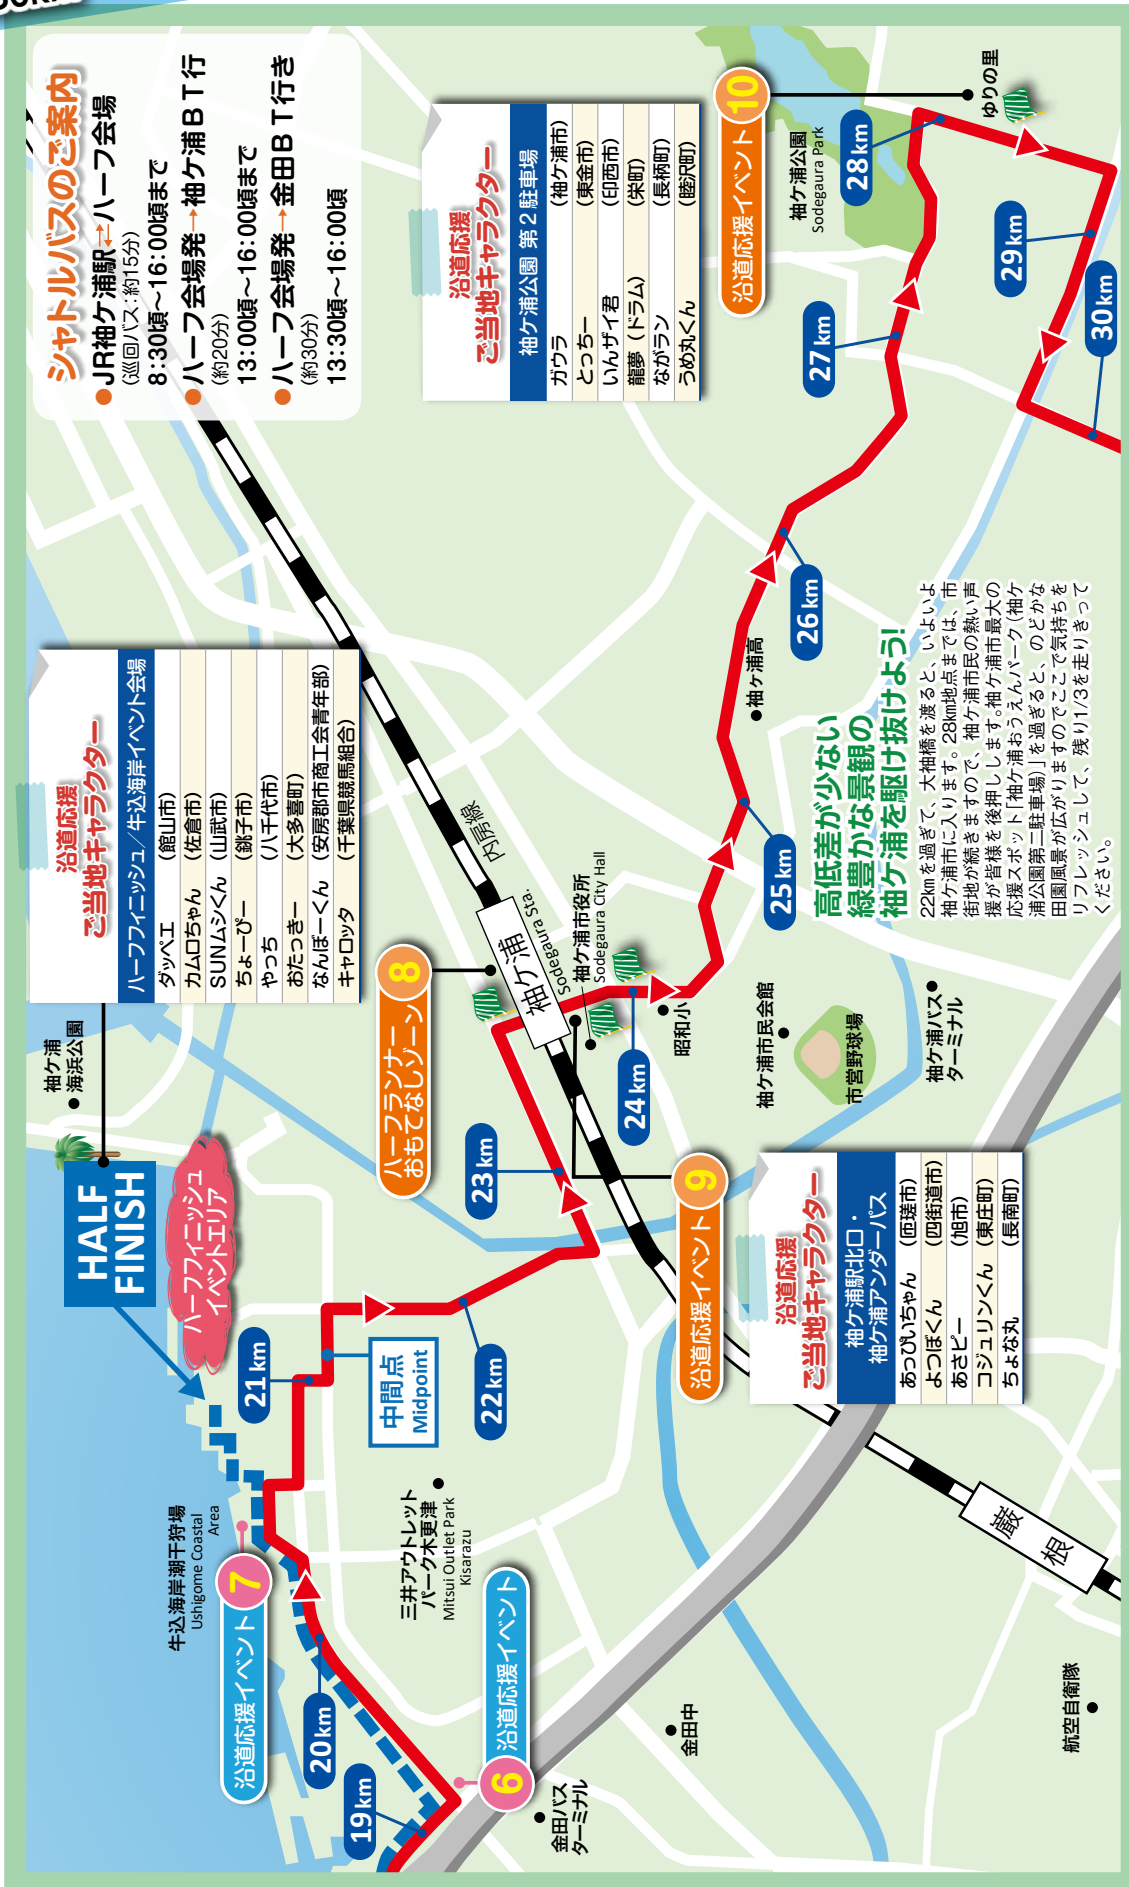 シャトルバスのご案内
●JR袖ケ浦駅⇄ハーフ会場
(巡回バス:約15分)
8:30頃～16:00頃まで
●ハーフ会場発→袖ケ浦BT行
(約20分)
13:00頃～16:00頃まで
●ハーフ会場発→金田BT行き
(約30分)
13:30頃～16:00頃
沿道応援
ご当地キャラクター
ハーフフィニッシュ/牛込海岸イベント会場
ダッペエ (館山市)
カムロちゃん (佐倉市)
SUNムシくん (山武市)
ちょーぴー (銚子市)
やっち (八千代市)
おたっきー (大多喜町)
なんぼーくん (安房郡市商工会青年部)
キャロッタ (千葉県競馬組合)
沿道応援
ご当地キャラクター
袖ケ浦公園 第2駐車場
ガウラ (袖ケ浦市)
とっちー (東金市)
いんザイ君 (印西市)
龍夢(ドラム) (栄町)
ながラン (長柄町)
うめ丸くん (睦沢町)
沿道応援
ご当地キャラクター
袖ケ浦駅北口・
袖ケ浦アンダーパス
あっぴぃちゃん (匝瑳市)
よつぼくん (四街道市)
あさピー (旭市)
コジュリンくん (東庄町)
ちょな丸 (長南町)
袖ケ浦
海浜公園
HALF
FINISH
ハーフフィニッシュ
イベントエリア
牛込海岸潮干狩場
Ushigome Coastal
Area
沿道応援イベント 7
19km
20km
21km
中間点
Midpoint
22km
三井アウトレット
パーク木更津
Mitsui Outlet Park
Kisarazu
6 沿道応援イベント
金田バス
ターミナル
金田中
航空自衛隊
巌根
ハーフランナー
おもてなしゾーン 8
23km
袖ケ浦
Sodegaura Sta.
内房線
袖ケ浦市役所
Sodegaura City Hall
24km
昭和小
沿道応援イベント 9
袖ケ浦市民会館
市営野球場
袖ケ浦バス
ターミナル
25km
袖ヶ浦高
26km
27km
沿道応援イベント 10
袖ケ浦公園
Sodegaura Park
28km
ゆりの里
29km
30km
高低差が少ない
緑豊かな景観の
袖ケ浦を駆け抜けよう!
22kmを過ぎて、大袖橋を渡ると、いよいよ
袖ケ浦市に入ります。28km地点までは、市
街地が続きますので、袖ケ浦市民の熱い声
援が皆様を後押しします。袖ケ浦市最大の
応援スポット「袖ケ浦おうえんパーク(袖ケ
浦公園第二駐車場)」を過ぎると、のどかな
田園風景が広がりますのでここで気持ちを
リフレッシュして、残り1/3を走りきって
ください。